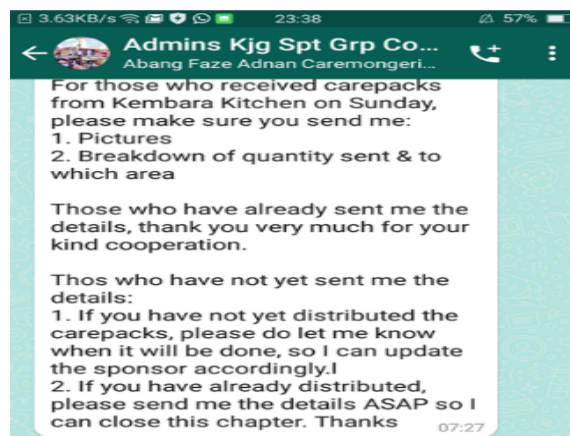 3.63KB/s 23:38 57%
Admins Kjg Spt Grp Co...
Abang Faze Adnan Caremongeri...
For those who received carepacks
from Kembara Kitchen on Sunday,
please make sure you send me:
1. Pictures
2. Breakdown of quantity sent & to
which area
Those who have already sent me the
details, thank you very much for your
kind cooperation.
Thos who have not yet sent me the
details:
1. If you have not yet distributed the
carepacks, please do let me know
when it will be done, so I can update
the sponsor accordingly.l
2. If you have already distributed,
please send me the details ASAP so I
can close this chapter. Thanks
07:27